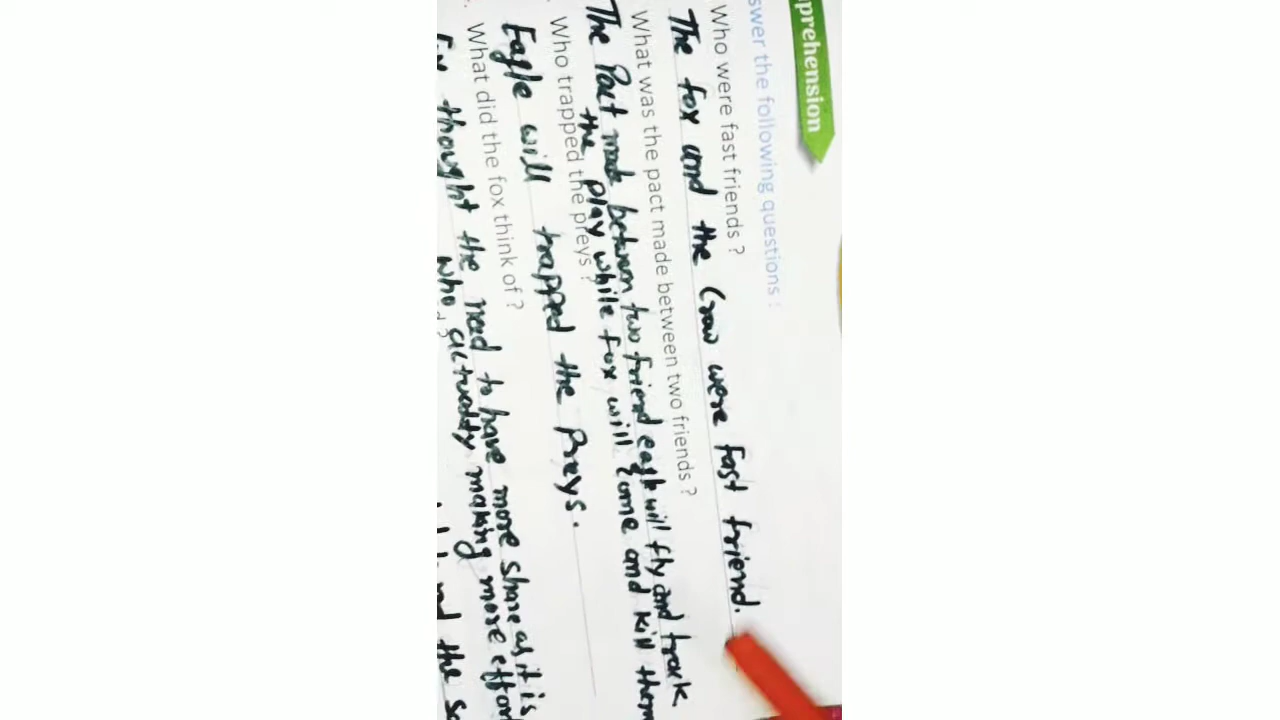 prehension
swer the following questions :
Who were fast friends ?
The fox and the Crow were fast friend.
What was the pact made between two friends ?
The Pact made between two friend eagle will fly and track
the play while fox will come and kill them
Who trapped the preys ?
Eagle will trapped the Preys.
What did the fox think of ?
thought the need to have more share as it is
who actually making more effort
and the